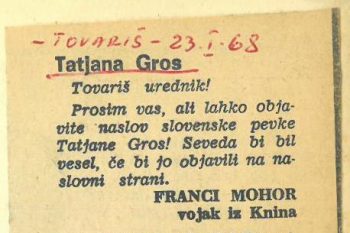 - TOVARIŠ - 23.I.68
Tatjana Gros
Tovariš urednik!
Prosim vas, ali lahko obja-
vite naslov slovenske pevke
Tatjane Gros! Seveda bi bil
vesel, če bi jo objavili na na-
slovni strani.
FRANCI MOHOR
vojak iz Knina